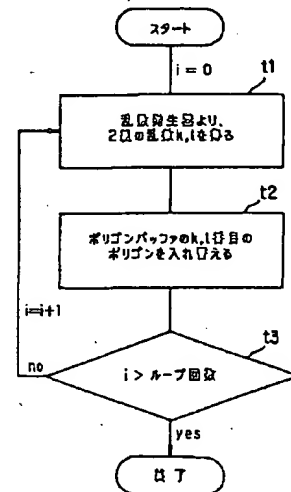 スタート
i = 0
t1
乱数発生器より、
2個の乱数k,lを得る
t2
ポリゴンバッファのk,l番目の
ポリゴンを入れ替える
i=i+1
t3
no
i > ループ回数
yes
終了